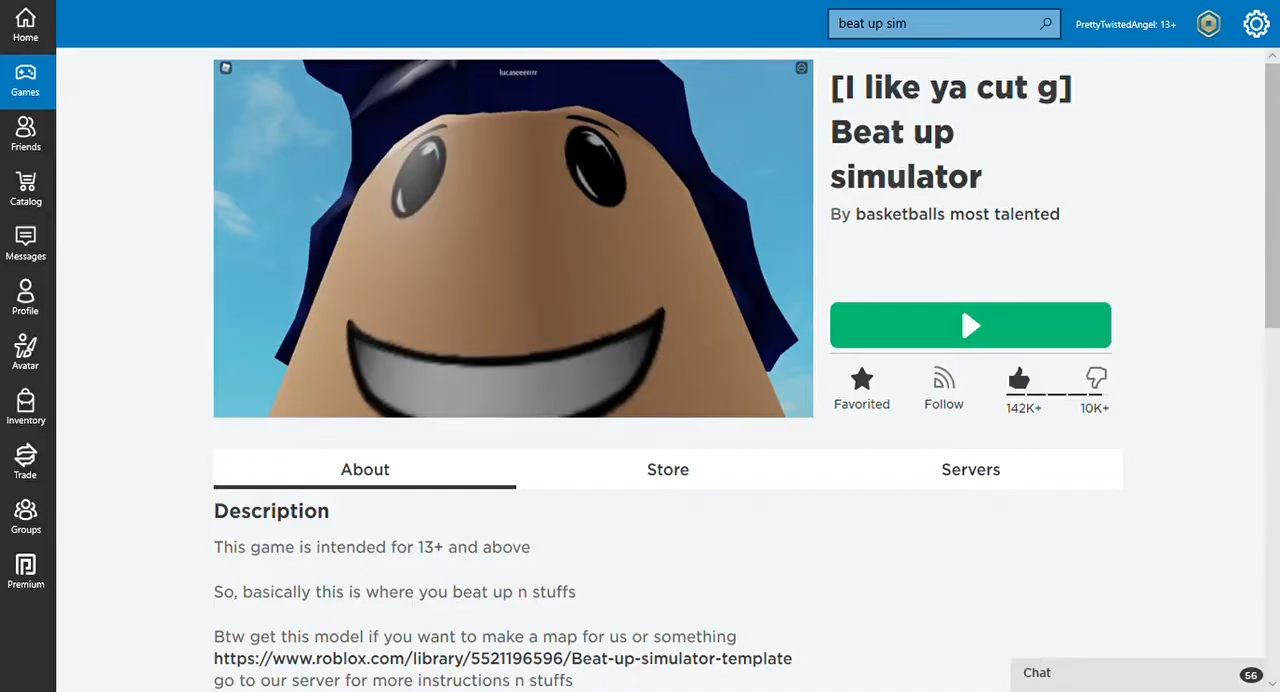 Home
Games
Friends
Catalog
Messages
Profile
Avatar
Inventory
Trade
Groups
Premium
beat up sim
PrettyTwistedAngel: 13+
lucaseeerrrr
[I like ya cut g]
Beat up
simulator
By basketballs most talented
Favorited
Follow
142K+
10K+
About
Store
Servers
Description
This game is intended for 13+ and above
So, basically this is where you beat up n stuffs
Btw get this model if you want to make a map for us or something
https://www.roblox.com/library/5521196596/Beat-up-simulator-template
go to our server for more instructions n stuffs
Chat
56